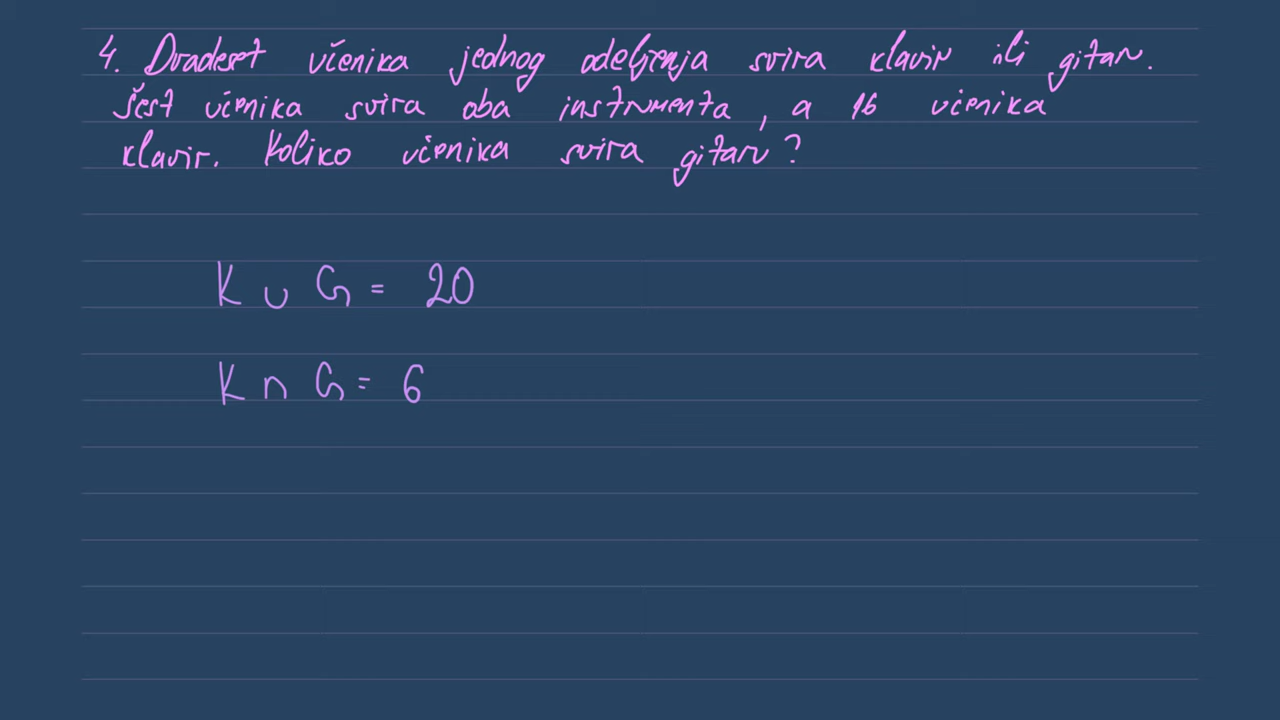 4. Dvadeset učenika jednog odeljenja svira klavir ili gitaru.
Šest učenika svira oba instrumenta, a 16 učenika
klavir. Koliko učenika svira gitaru?
K ∪ G = 20
K ∩ G = 6